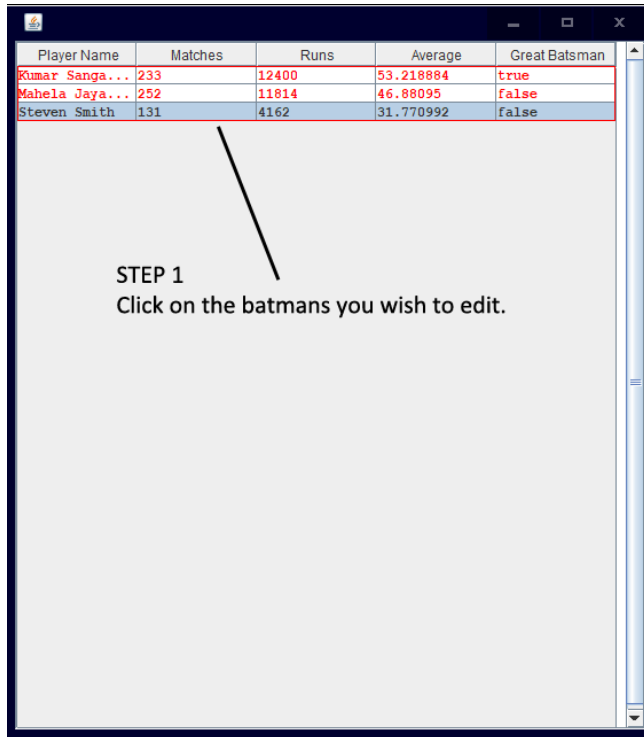 Player Name Matches Runs Average Great Batsman
Kumar Sanga... 233 12400 53.218884 true
Mahela Jaya... 252 11814 46.88095 false
Steven Smith 131 4162 31.770992 false
STEP 1
Click on the batmans you wish to edit.